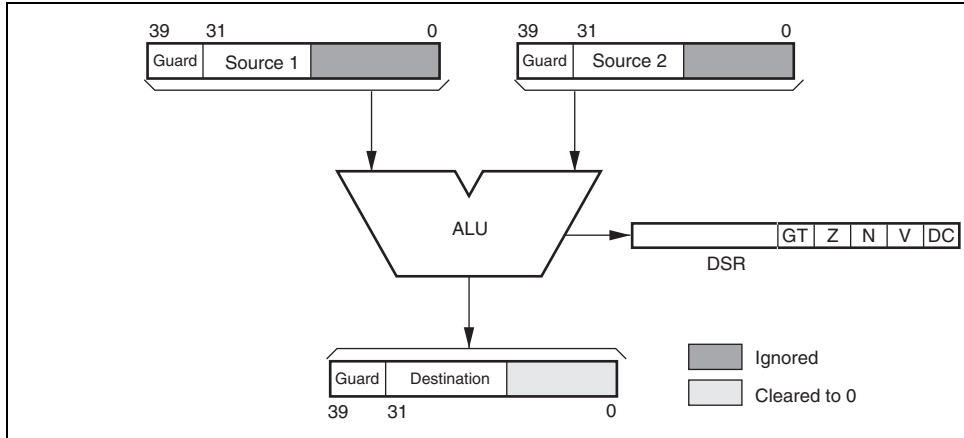 39 31 0 39 31 0
Guard Source 1 Guard Source 2
ALU
GT Z N V DC
DSR
Guard Destination
39 31 0
Ignored
Cleared to 0